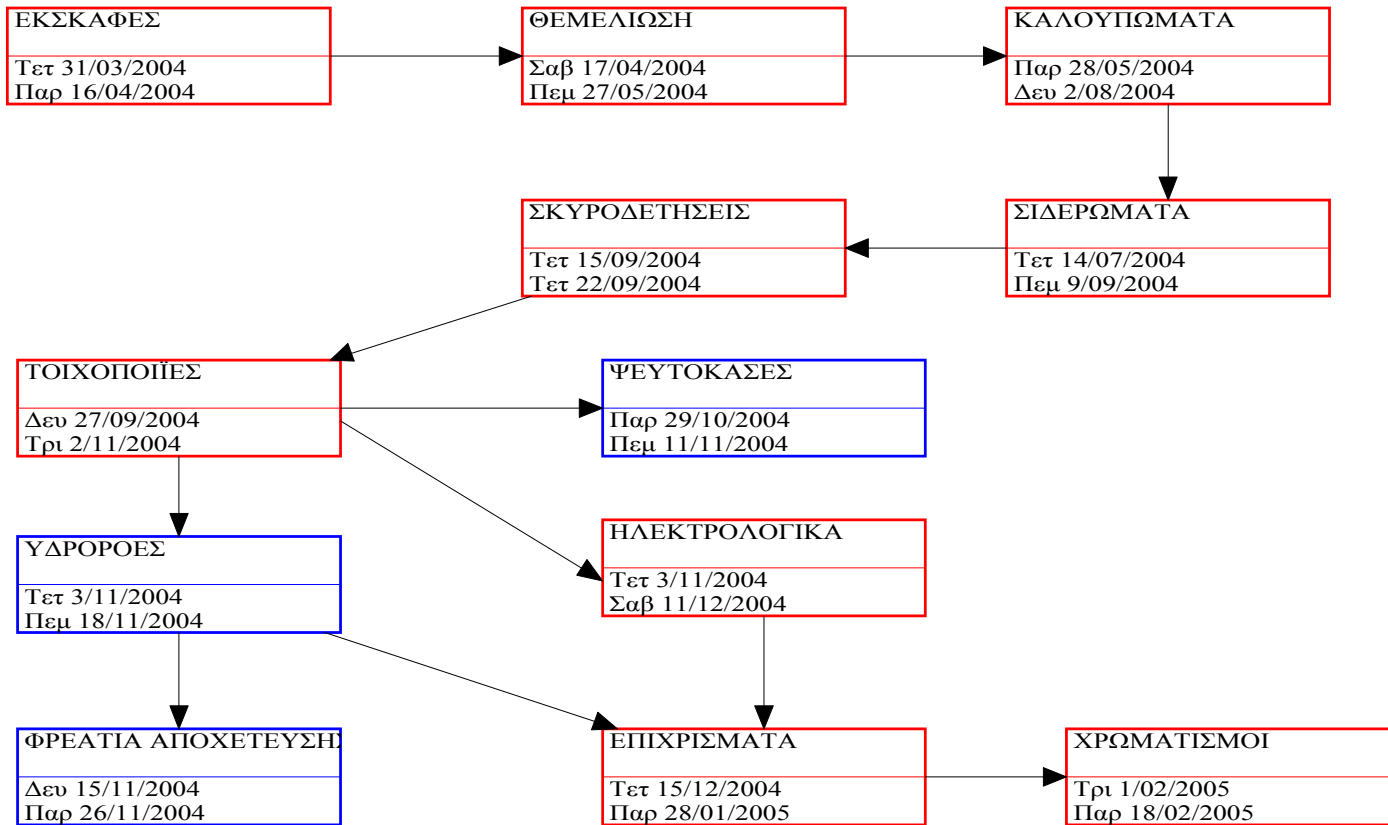 ΕΚΣΚΑΦΕΣ
Τετ 31/03/2004
Παρ 16/04/2004
ΘΕΜΕΛΙΩΣΗ
Σαβ 17/04/2004
Πεμ 27/05/2004
ΚΑΛΟΥΠΩΜΑΤΑ
Παρ 28/05/2004
Δευ 2/08/2004
ΣΚΥΡΟΔΕΤΗΣΕΙΣ
Τετ 15/09/2004
Τετ 22/09/2004
ΣΙΔΕΡΩΜΑΤΑ
Τετ 14/07/2004
Πεμ 9/09/2004
ΤΟΙΧΟΠΟΙΪΕΣ
Δευ 27/09/2004
Τρι 2/11/2004
ΨΕΥΤΟΚΑΣΕΣ
Παρ 29/10/2004
Πεμ 11/11/2004
ΥΔΡΟΡΟΕΣ
Τετ 3/11/2004
Πεμ 18/11/2004
ΗΛΕΚΤΡΟΛΟΓΙΚΑ
Τετ 3/11/2004
Σαβ 11/12/2004
ΦΡΕΑΤΙΑ ΑΠΟΧΕΤΕΥΣΗΣ
Δευ 15/11/2004
Παρ 26/11/2004
ΕΠΙΧΡΙΣΜΑΤΑ
Τετ 15/12/2004
Παρ 28/01/2005
ΧΡΩΜΑΤΙΣΜΟΙ
Τρι 1/02/2005
Παρ 18/02/2005